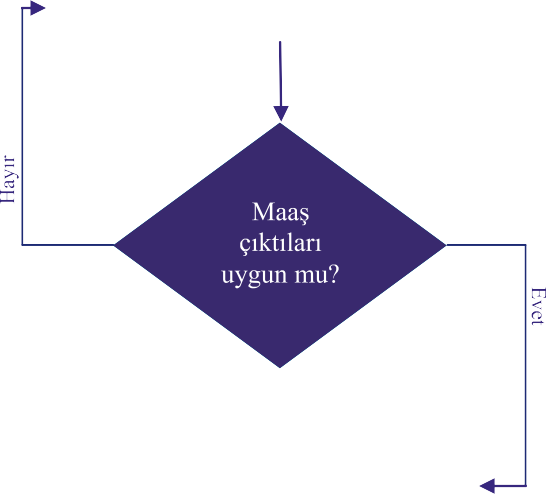 Maaş
çıktıları
uygun mu?
Hayır
Evet